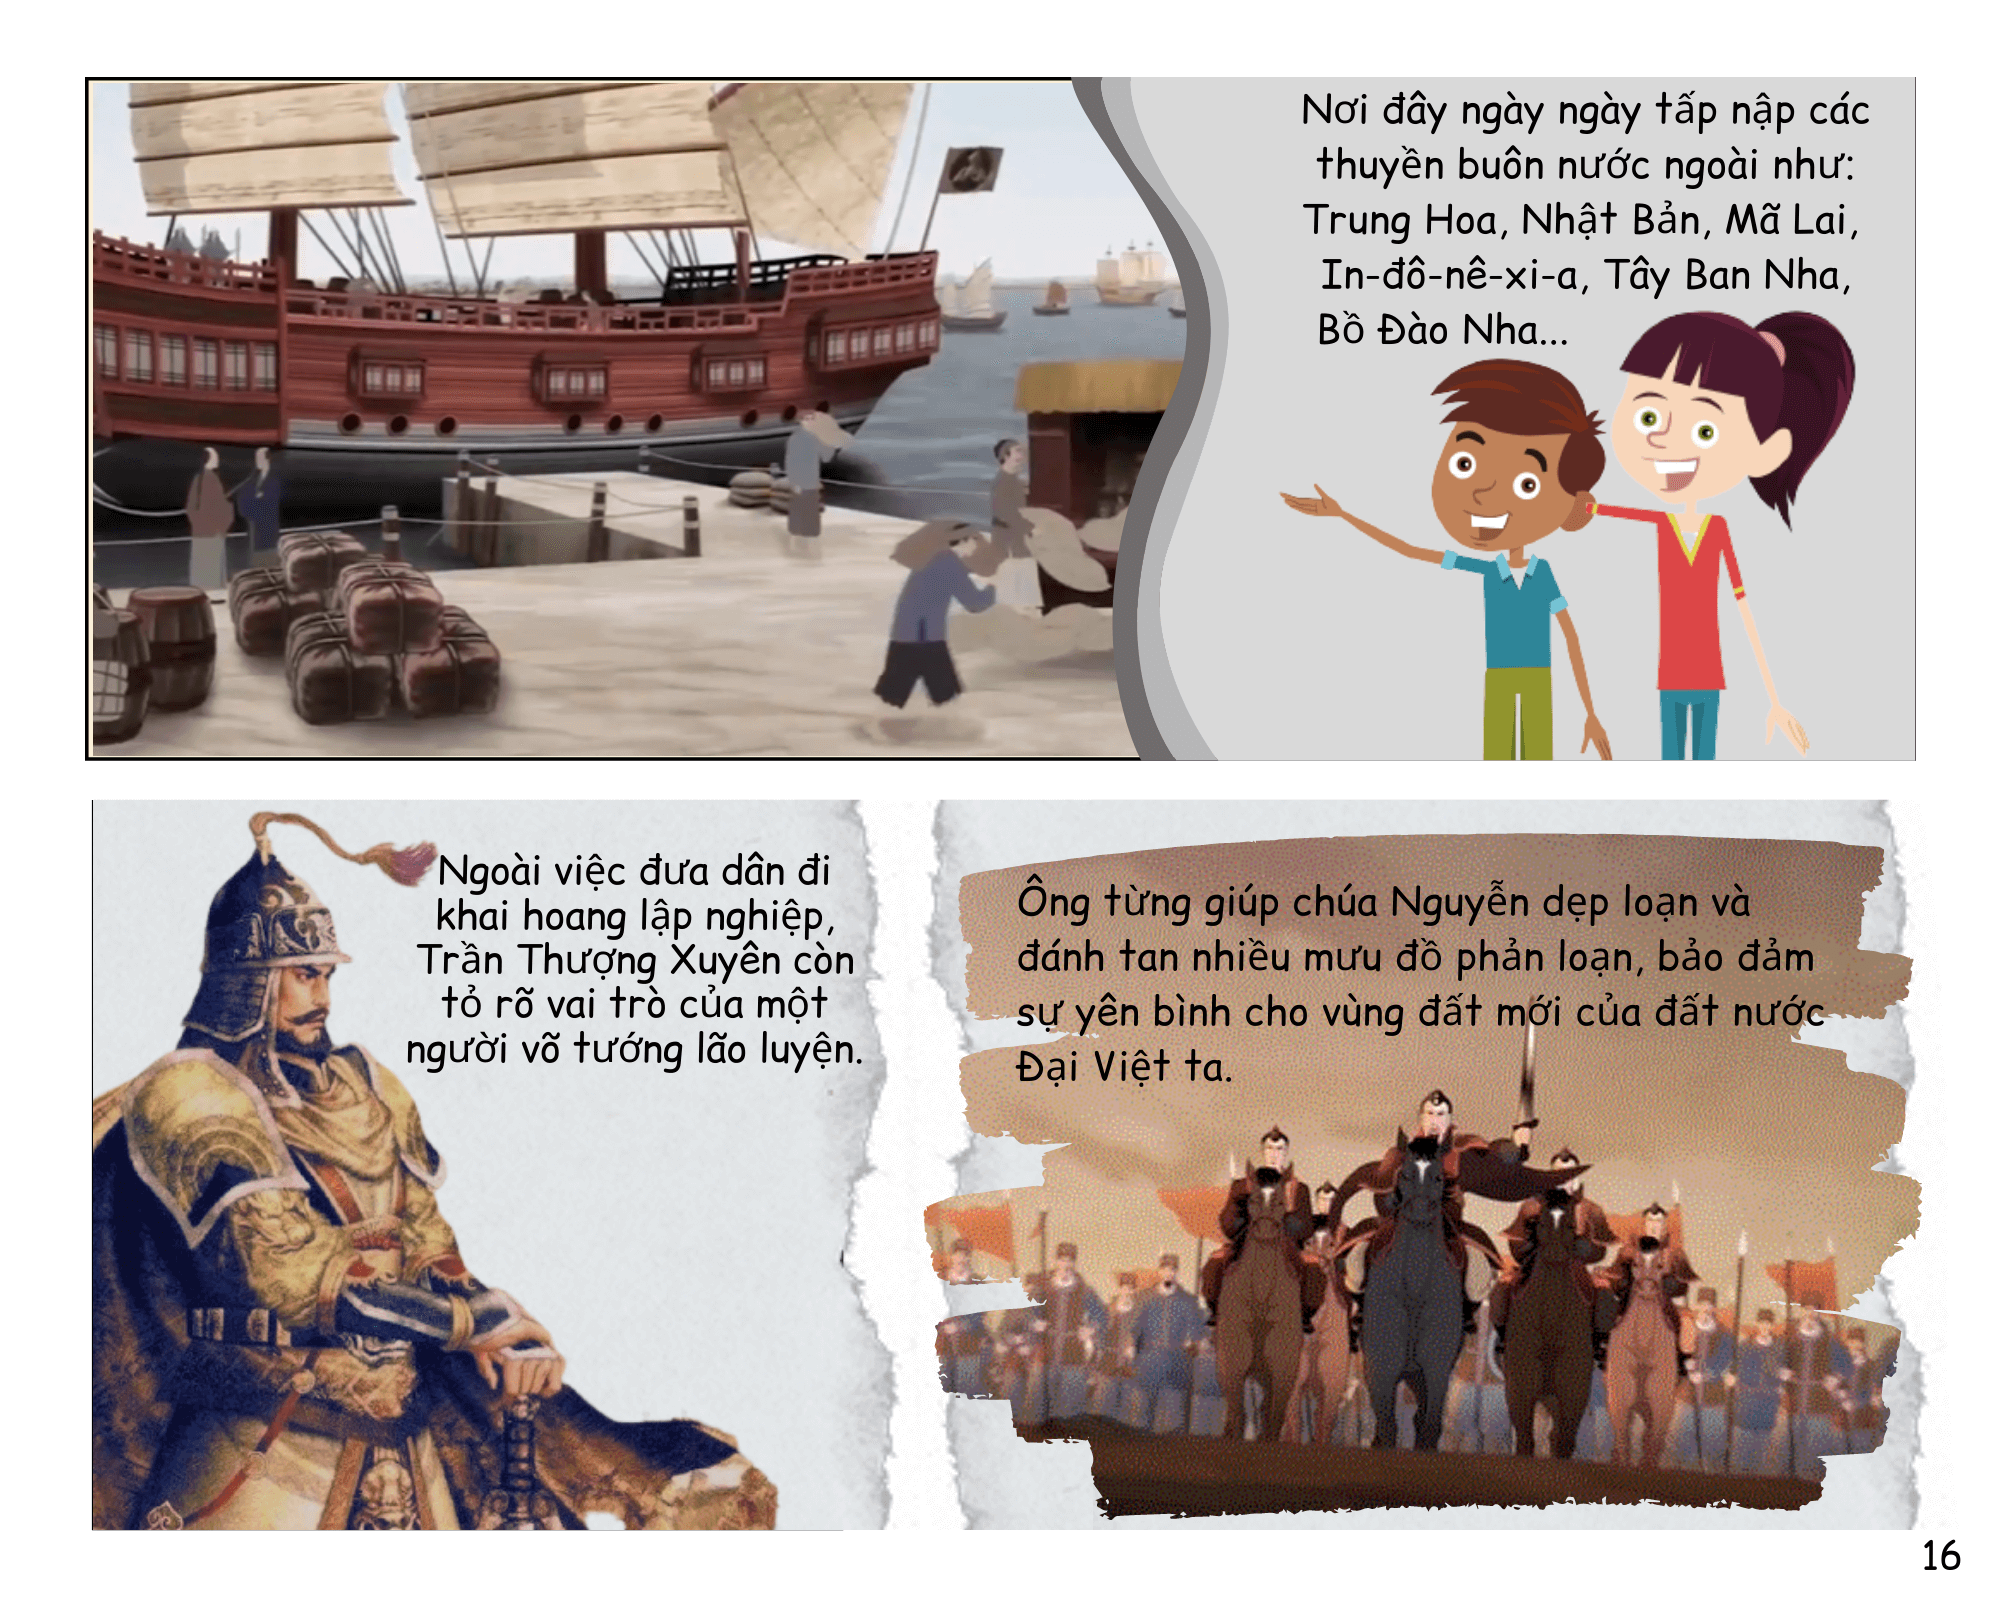 Nơi đây ngày ngày tấp nập các
thuyền buôn nước ngoài như:
Trung Hoa, Nhật Bản, Mã Lai,
In-đô-nê-xi-a, Tây Ban Nha,
Bồ Đào Nha...
Ngoài việc đưa dân đi
khai hoang lập nghiệp,
Trần Thượng Xuyên còn
tỏ rõ vai trò của một
người võ tướng lão luyện.
Ông từng giúp chúa Nguyễn dẹp loạn và
đánh tan nhiều mưu đồ phản loạn, bảo đảm
sự yên bình cho vùng đất mới của đất nước
Đại Việt ta.
16